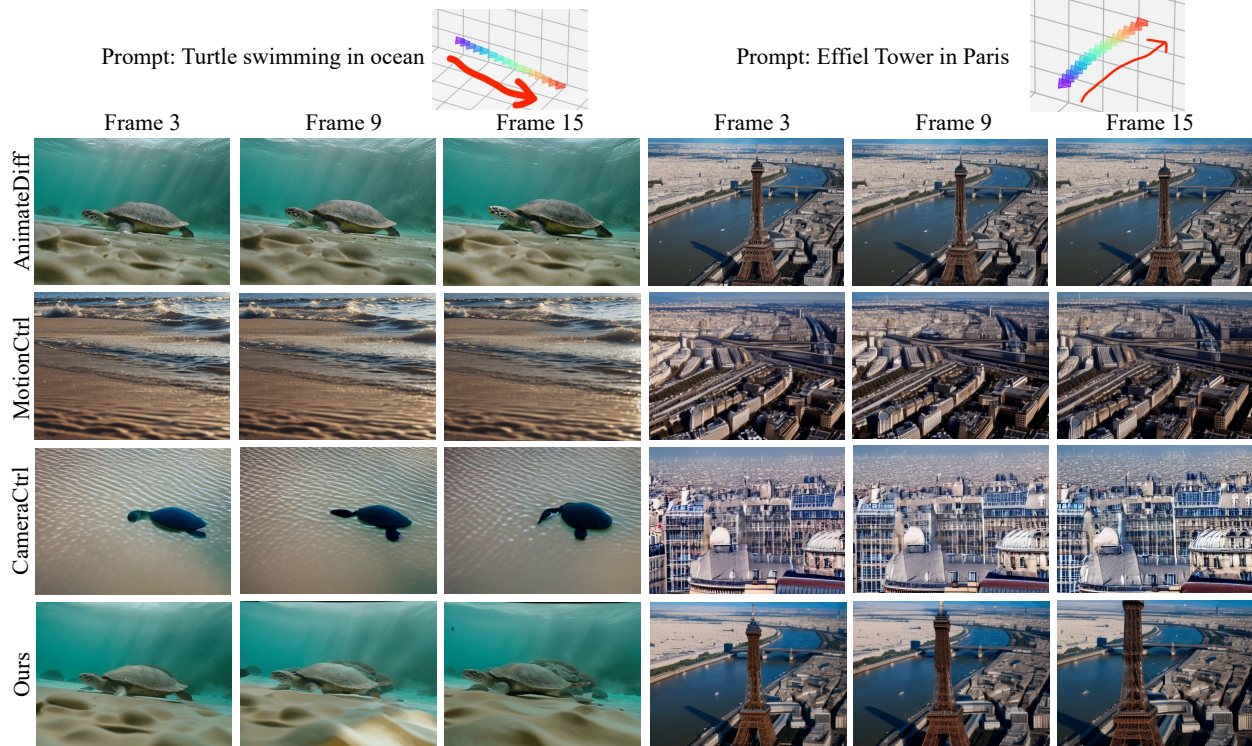 Prompt: Turtle swimming in ocean
Prompt: Effiel Tower in Paris
Frame 3
Frame 9
Frame 15
Frame 3
Frame 9
Frame 15
AnimateDiff
MotionCtrl
CameraCtrl
Ours